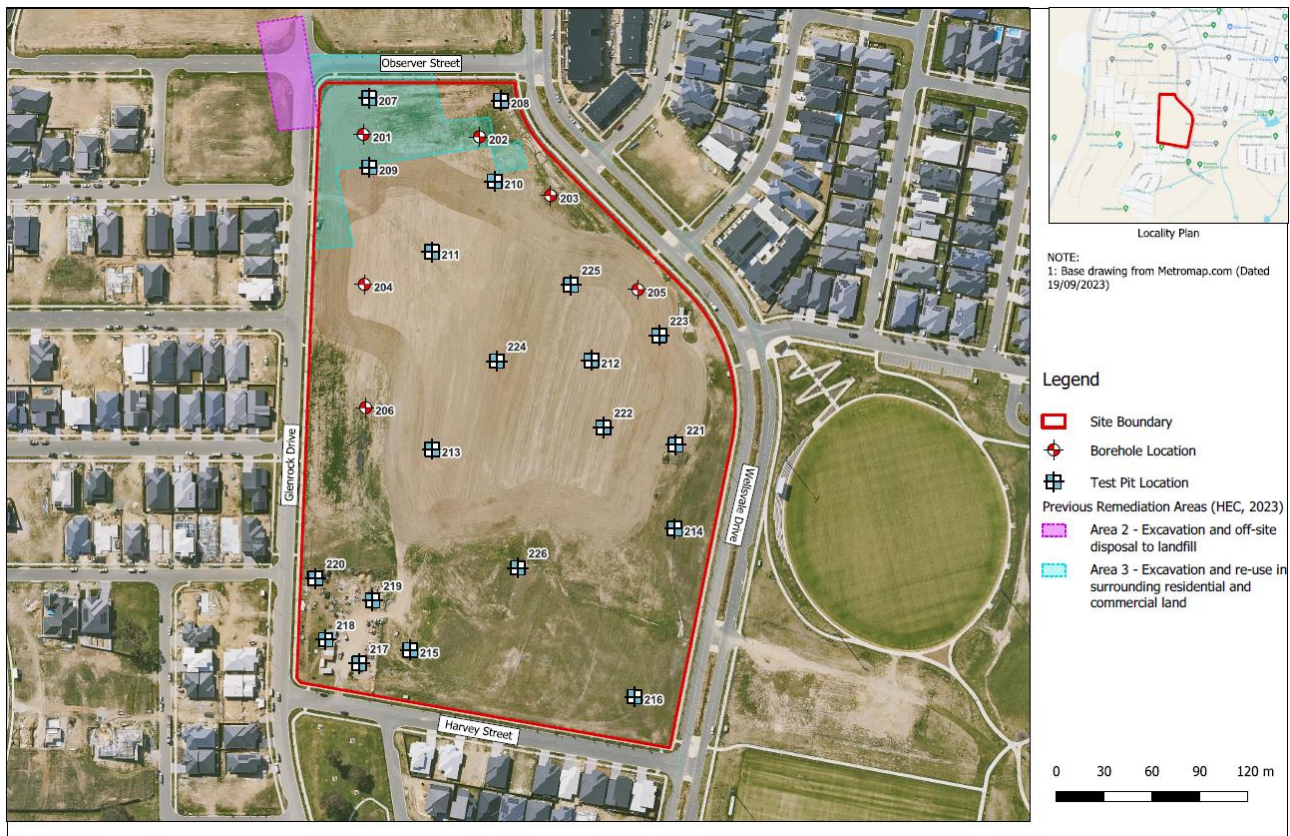 Observer Street
207
208
201
202
209
210
203
211
225
204
205
223
224
212
206
222
221
213
Glenrock Drive
Wellsvale Drive
214
226
220
219
218
217
215
216
Harvey Street
Locality Plan
NOTE:
1: Base drawing from Metromap.com (Dated
19/09/2023)
Legend
Site Boundary
Borehole Location
Test Pit Location
Previous Remediation Areas (HEC, 2023)
Area 2 - Excavation and off-site
disposal to landfill
Area 3 - Excavation and re-use in
surrounding residential and
commercial land
0 30 60 90 120 m